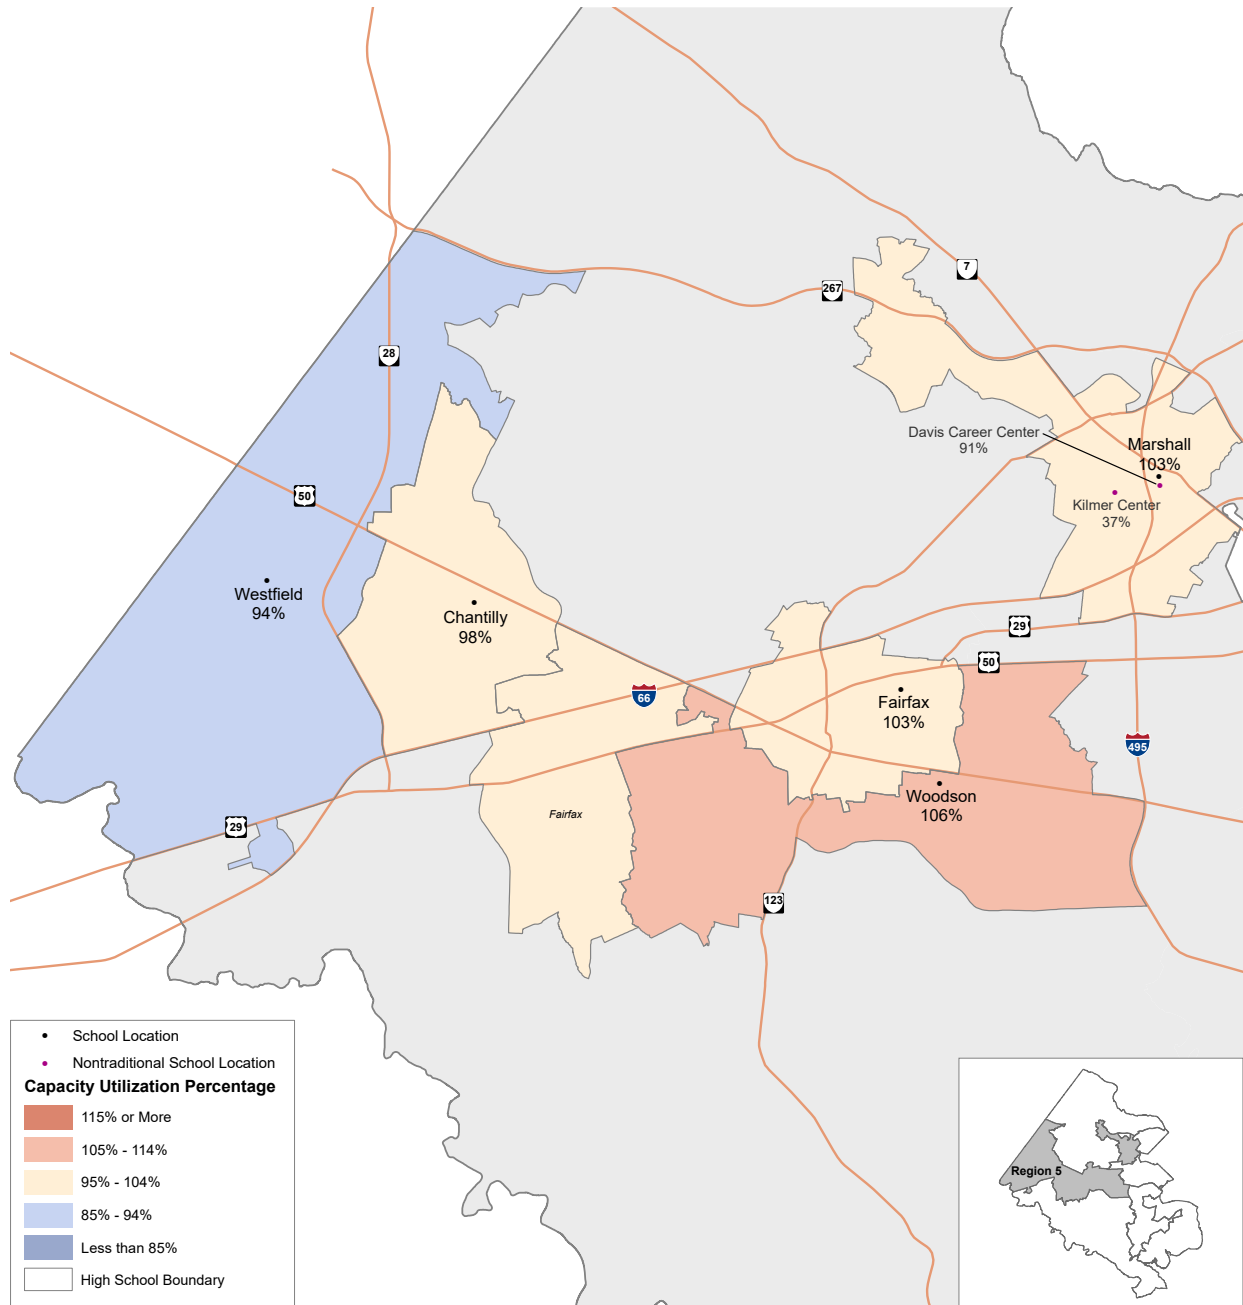 7
267
28
Davis Career Center
91%
Marshall
103%
50
Kilmer Center
37%
Westfield
94%
Chantilly
98%
29
50
66
Fairfax
103%
495
Woodson
106%
Fairfax
29
123
School Location
Nontraditional School Location
Capacity Utilization Percentage
115% or More
105% - 114%
95% - 104%
85% - 94%
Less than 85%
High School Boundary
Region 5